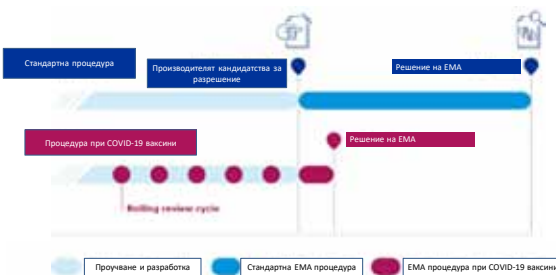 Стандартна процедура
Производителят кандидатства за
разрешение
Решение на ЕМА
Процедура при COVID-19 ваксини
Решение на ЕМА
Rolling review cycle
Проучване и разработка
Стандартна ЕМА процедура
ЕМА процедура при COVID-19 ваксини